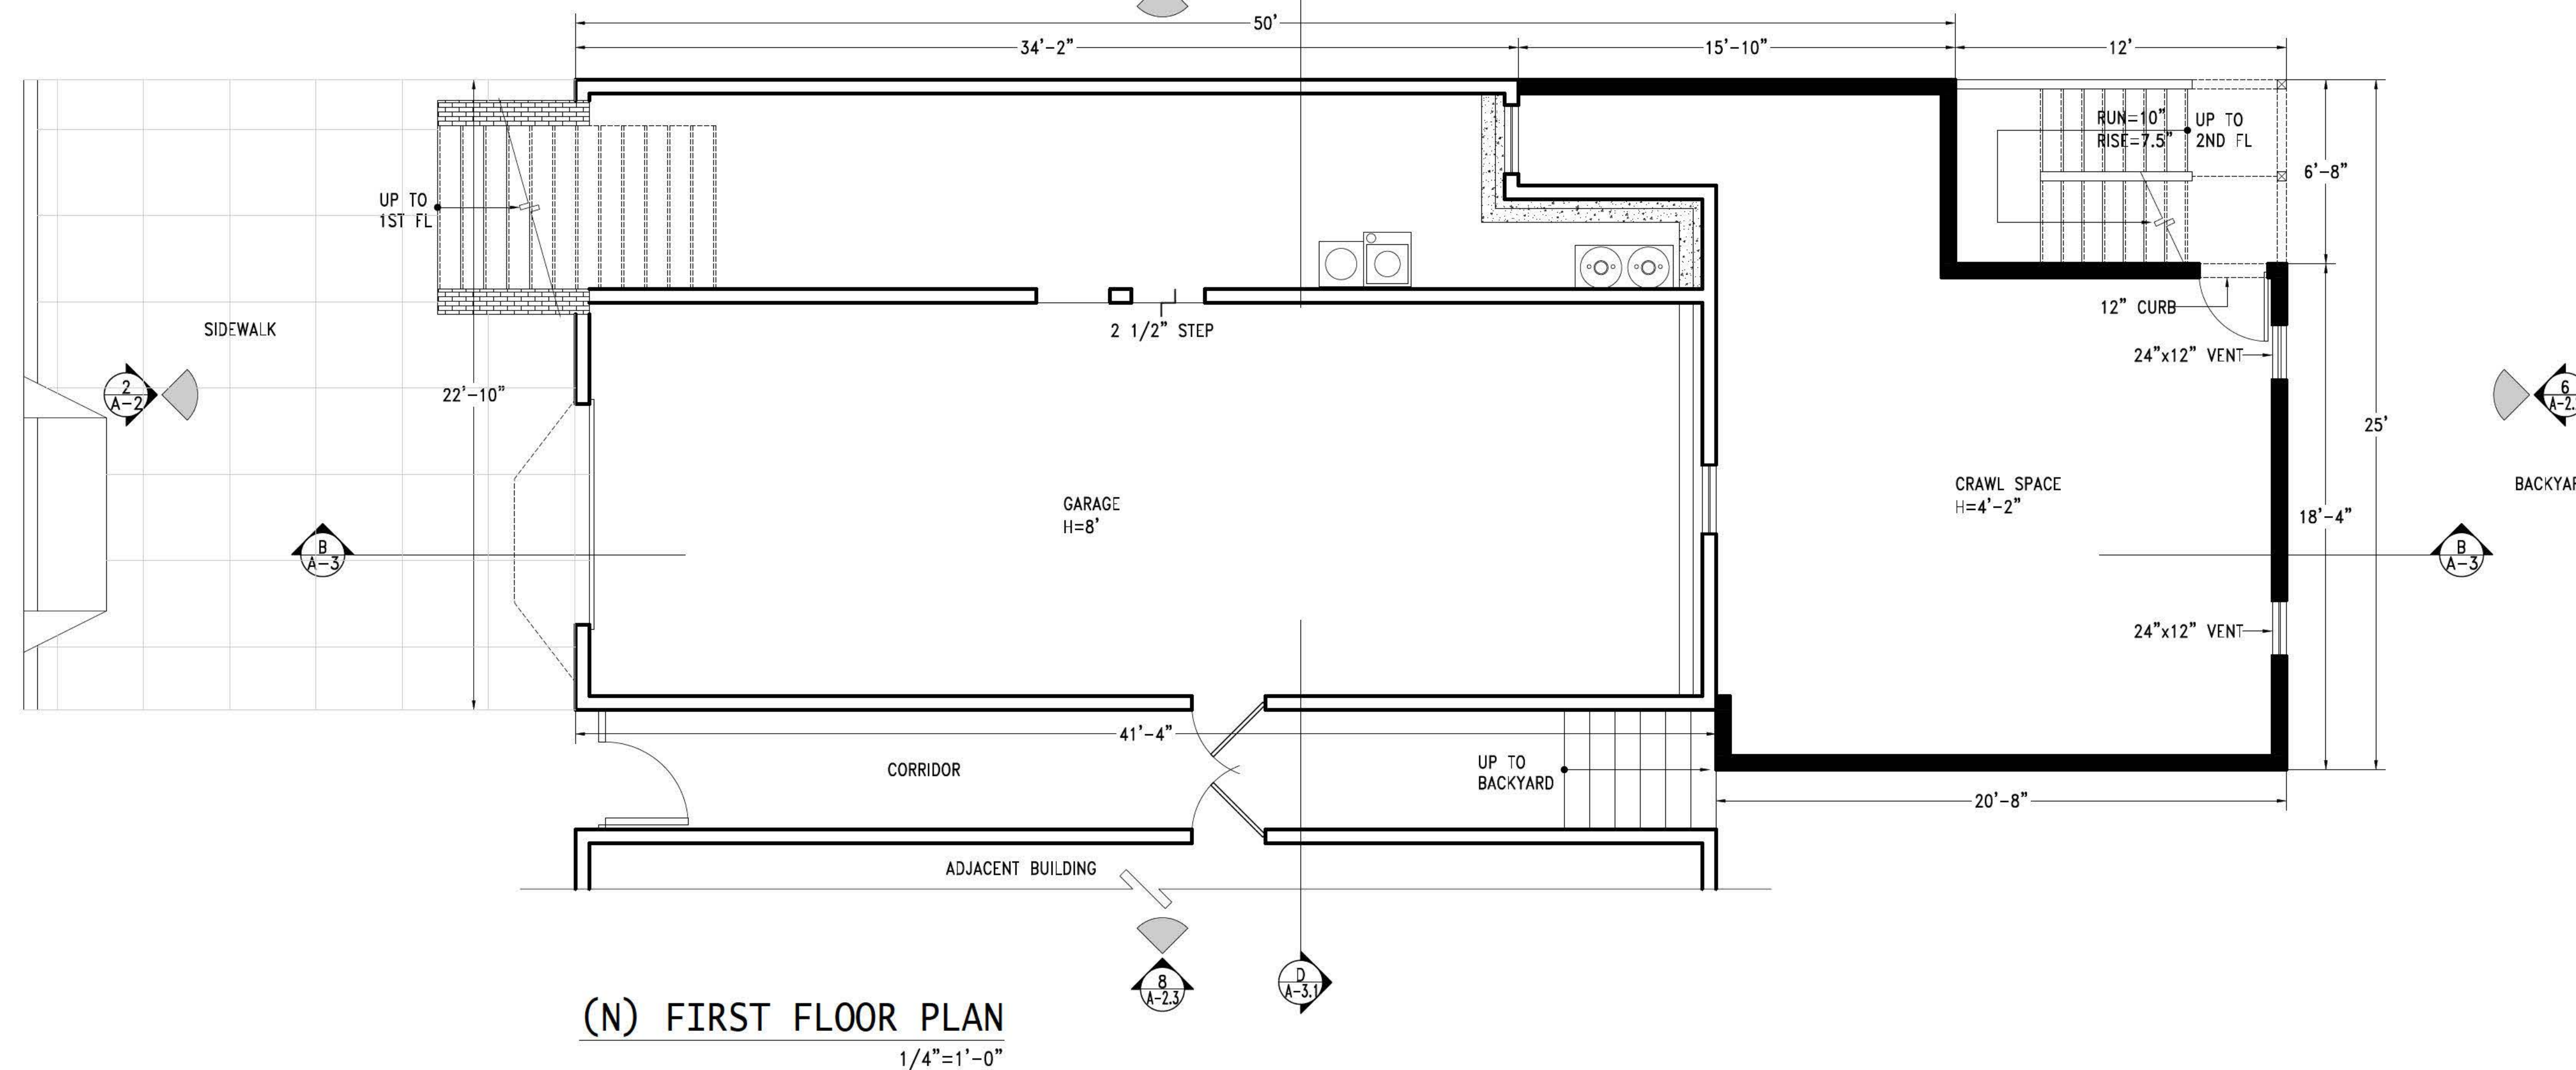 50'
34'-2"
15'-10"
12'
RUN=10"
RISE=7.5"
UP TO
2ND FL
6'-8"
UP TO
1ST FL
12" CURB
SIDEWALK
2 1/2" STEP
24"x12" VENT
2
A-2
22'-10"
6
A-2.
25'
GARAGE
H=8'
CRAWL SPACE
H=4'-2"
18'-4"
B
A-3
B
A-3
24"x12" VENT
41'-4"
CORRIDOR
UP TO
BACKYARD
20'-8"
ADJACENT BUILDING
8
A-2.3
D
A-3.1
(N) FIRST FLOOR PLAN
1/4"=1'-0"